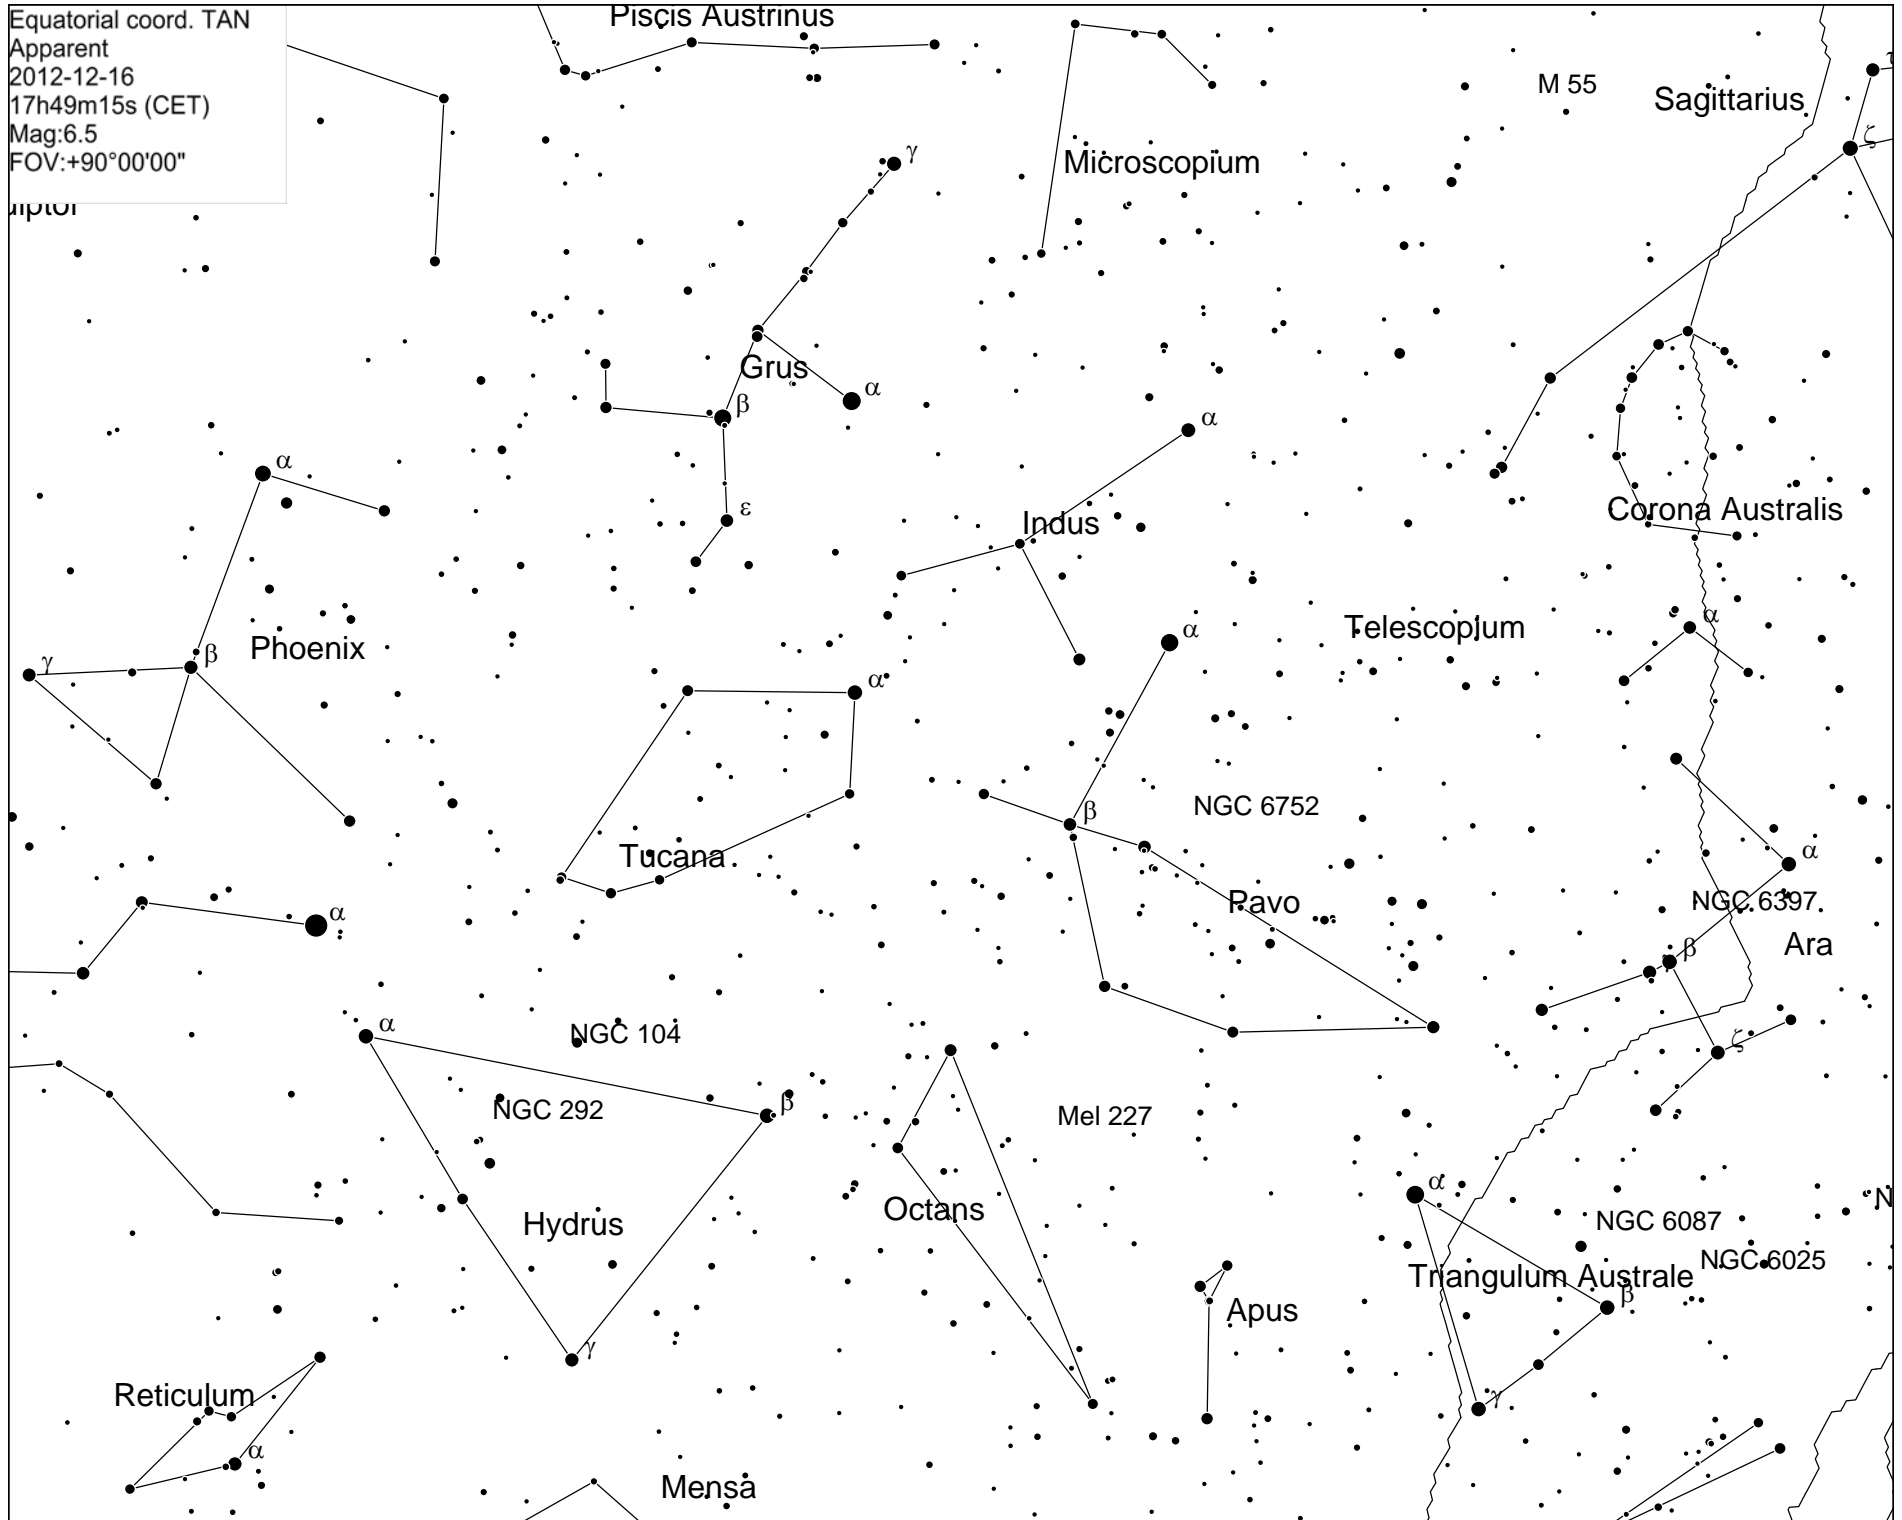 Equatorial coord. TAN
Apparent
2012-12-16
17h49m15s (CET)
Mag:6.5
FOV:+90°00'00"
Piscis Austrinus
M 55
Sagittarius
τ
ζ
γ
Microscopium
Grus
α
β
α
α
ε
Indus
Corona Australis
α
Telescopium
α
Phoenix
β
γ
α
β
NGC 6752
Tucana
α
Pavo
NGC 6397
α
β
Ara
α
NGC 104
ζ
NGC 292
β
Mel 227
α
Octans
Hydrus
NGC 6087
NGC 6025
Triangulum Australe
β
Apus
γ
Reticulum
γ
α
Mensa